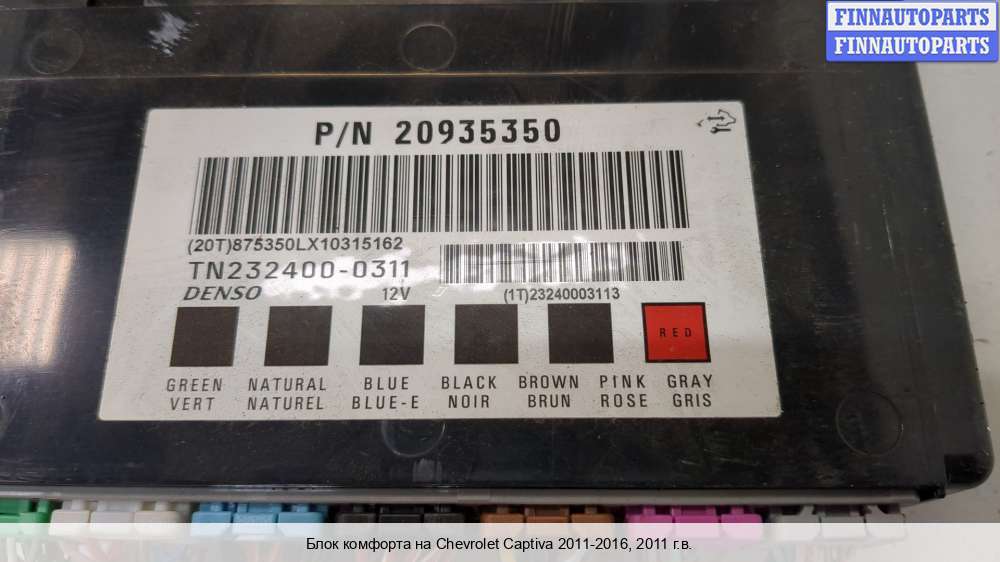 FINNAUTOPARTS
FINNAUTOPARTS
P/N 20935350
(20T)875350LX10315162
TN232400-0311
DENSO 12V (1T)23240003113
RED
GREEN NATURAL BLUE BLACK BROWN PINK GRAY
VERT NATUREL BLUE-E NOIR BRUN ROSE GRIS
Блок комфорта на Chevrolet Captiva 2011-2016, 2011 г.в.